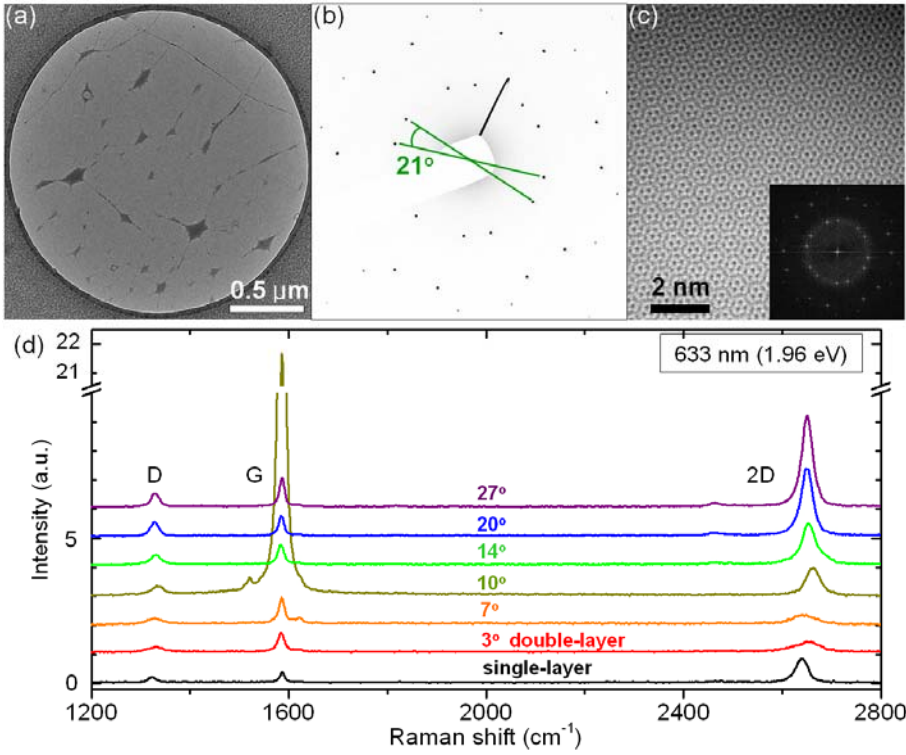 (a)
0.5 μm
(b)
21°
(c)
2 nm
(d)
633 nm (1.96 eV)
22
21
5
0
Intensity (a.u.)
D
G
2D
27°
20°
14°
10°
7°
3° double-layer
single-layer
1200
1600
2000
2400
2800
Raman shift (cm⁻¹)